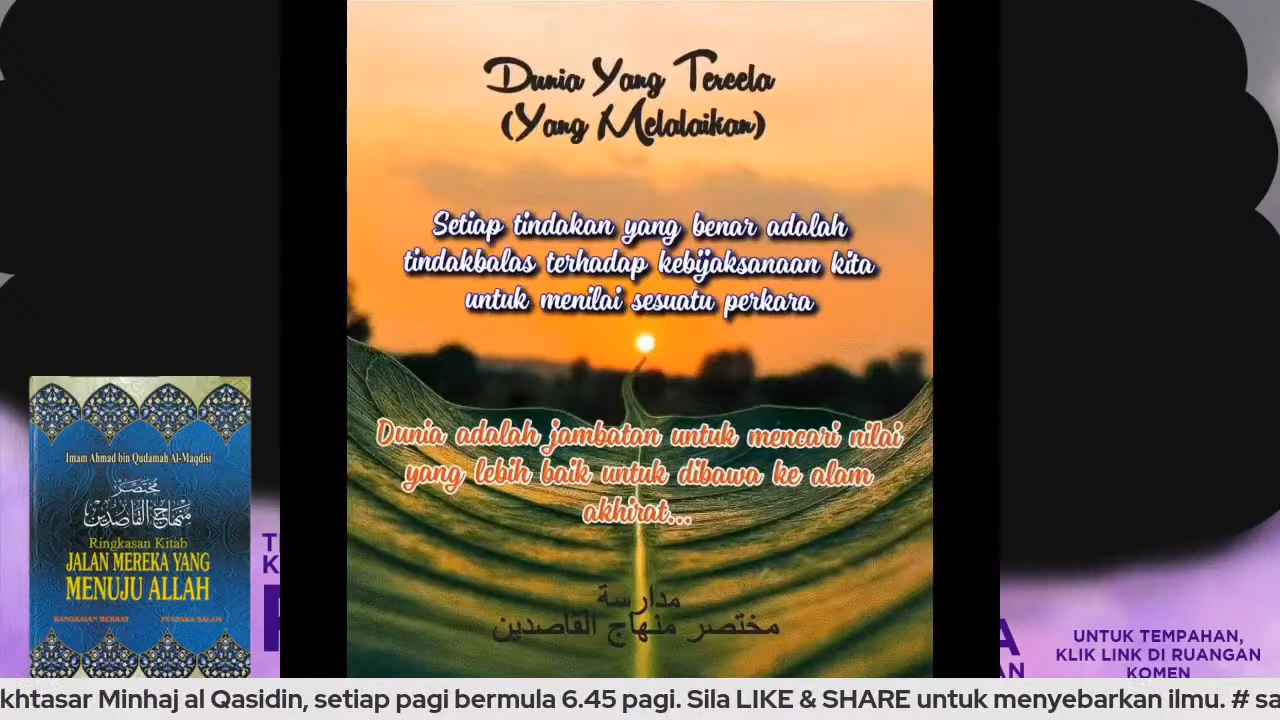 Dunia Yang Tercela
(Yang Melalaikan)
Setiap tindakan yang benar adalah
tindakbalas terhadap kebijaksanaan kita
untuk menilai sesuatu perkara
Dunia adalah jambatan untuk mencari nilai
yang lebih baik untuk dibawa ke alam
akhirat...
مدارسة
مختصر منهاج القاصدين
Imam Ahmad bin Qudamah Al-Maqdisi
مختصر
منهاج القاصدين
Ringkasan Kitab
JALAN MEREKA YANG
MENUJU ALLAH
RANGKAIAN BERKAT PUSTAKA SALAM
UNTUK TEMPAHAN,
KLIK LINK DI RUANGAN
KOMEN
khtasar Minhaj al Qasidin, setiap pagi bermula 6.45 pagi. Sila LIKE & SHARE untuk menyebarkan ilmu. # sa